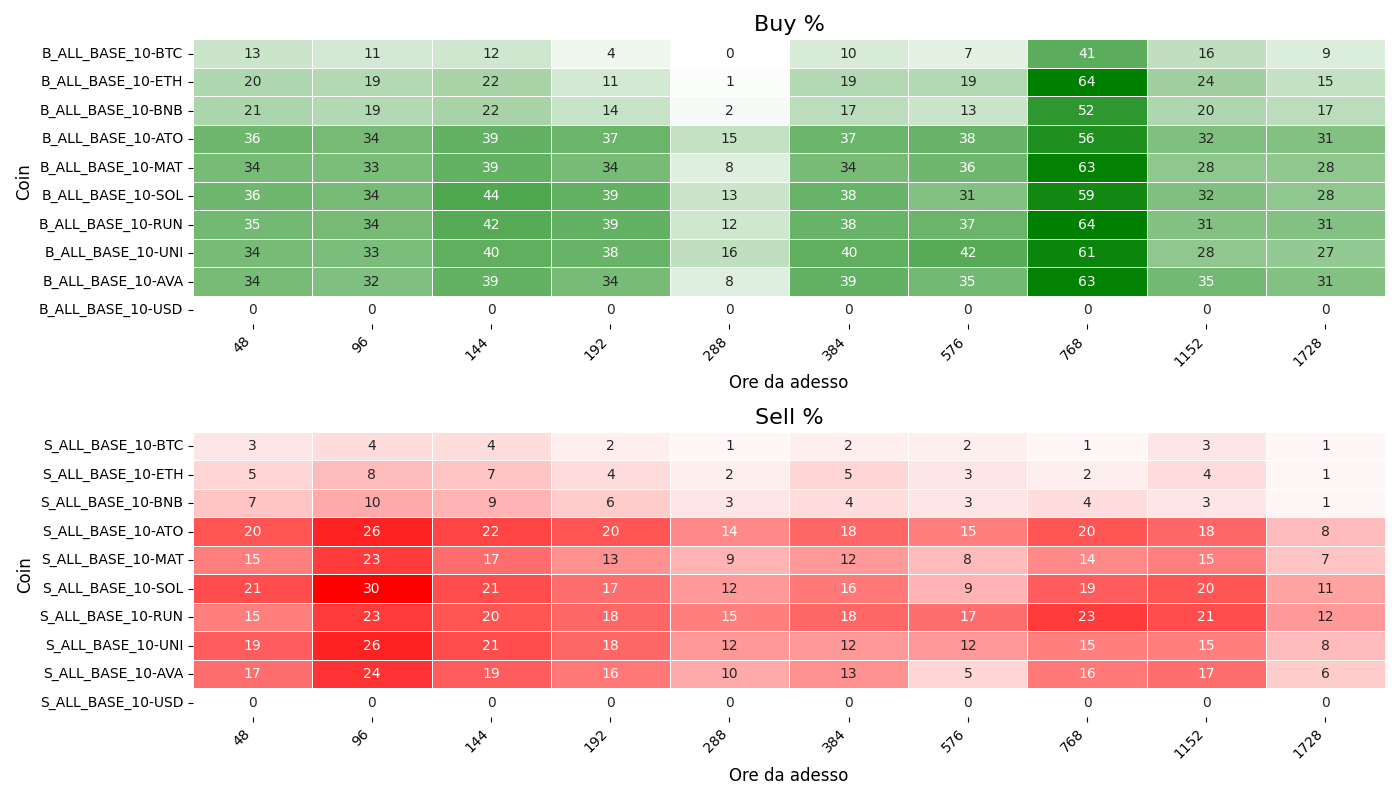 Buy %
Coin
B_ALL_BASE_10-BTC 13 11 12 4 0 10 7 41 16 9
B_ALL_BASE_10-ETH 20 19 22 11 1 19 19 64 24 15
B_ALL_BASE_10-BNB 21 19 22 14 2 17 13 52 20 17
B_ALL_BASE_10-ATO 36 34 39 37 15 37 38 56 32 31
B_ALL_BASE_10-MAT 34 33 39 34 8 34 36 63 28 28
B_ALL_BASE_10-SOL 36 34 44 39 13 38 31 59 32 28
B_ALL_BASE_10-RUN 35 34 42 39 12 38 37 64 31 31
B_ALL_BASE_10-UNI 34 33 40 38 16 40 42 61 28 27
B_ALL_BASE_10-AVA 34 32 39 34 8 39 35 63 35 31
B_ALL_BASE_10-USD 0 0 0 0 0 0 0 0 0 0
48 96 144 192 288 384 576 768 1152 1728
Ore da adesso
Sell %
Coin
S_ALL_BASE_10-BTC 3 4 4 2 1 2 2 1 3 1
S_ALL_BASE_10-ETH 5 8 7 4 2 5 3 2 4 1
S_ALL_BASE_10-BNB 7 10 9 6 3 4 3 4 3 1
S_ALL_BASE_10-ATO 20 26 22 20 14 18 15 20 18 8
S_ALL_BASE_10-MAT 15 23 17 13 9 12 8 14 15 7
S_ALL_BASE_10-SOL 21 30 21 17 12 16 9 19 20 11
S_ALL_BASE_10-RUN 15 23 20 18 15 18 17 23 21 12
S_ALL_BASE_10-UNI 19 26 21 18 12 12 12 15 15 8
S_ALL_BASE_10-AVA 17 24 19 16 10 13 5 16 17 6
S_ALL_BASE_10-USD 0 0 0 0 0 0 0 0 0 0
48 96 144 192 288 384 576 768 1152 1728
Ore da adesso